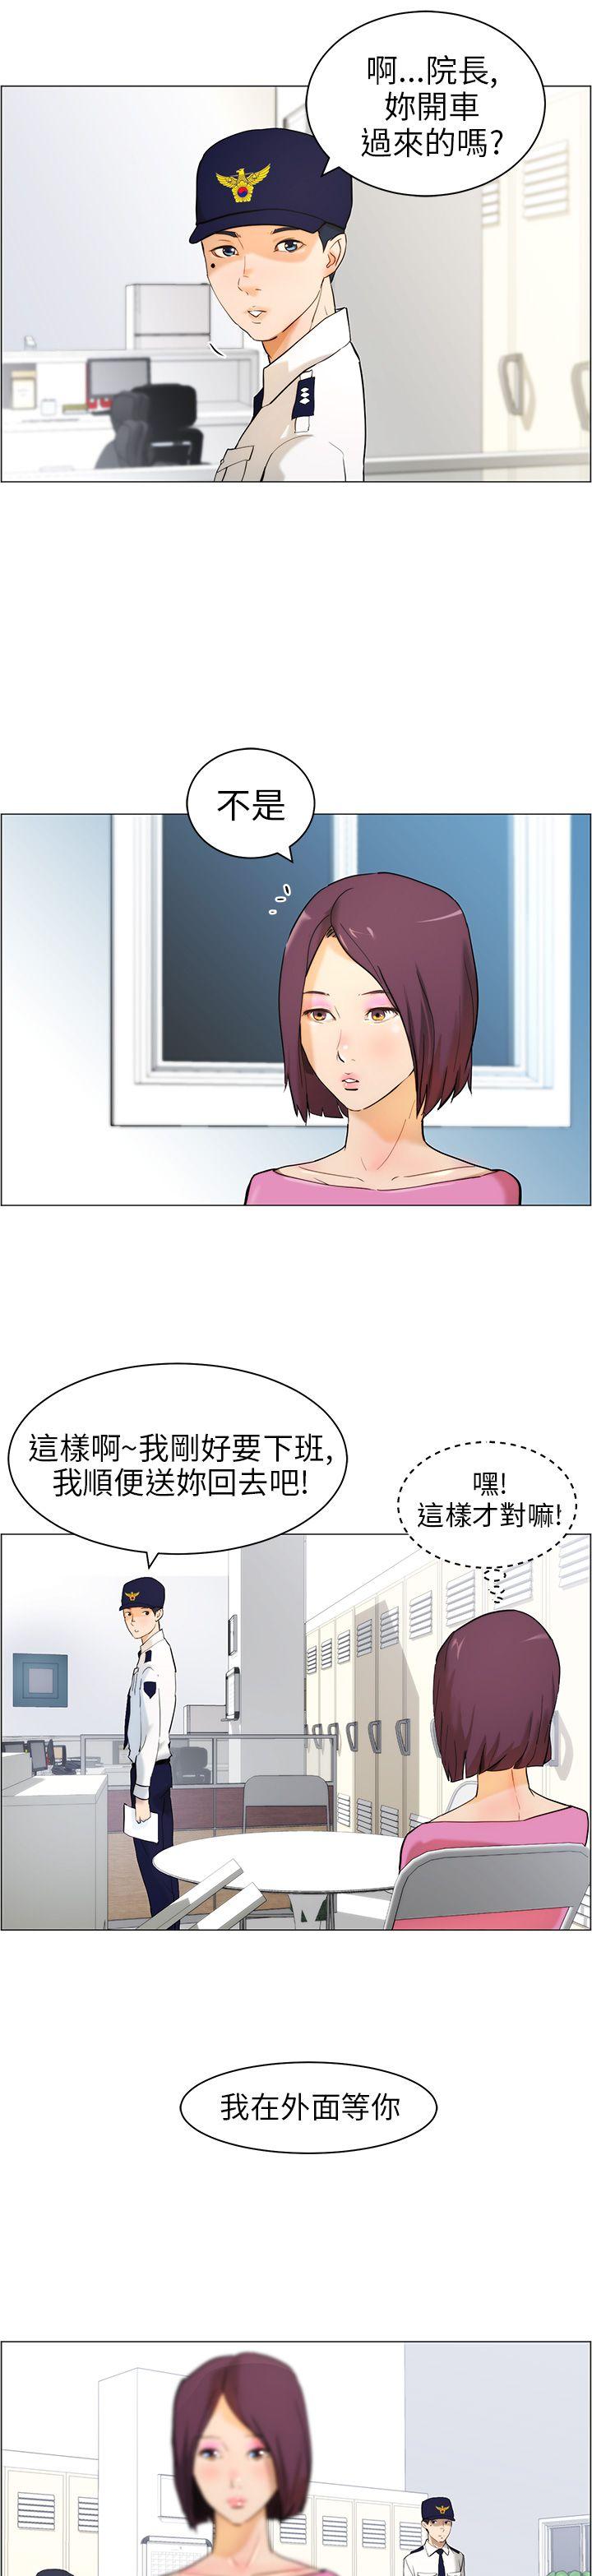 啊...院長,
妳開車
過來的嗎?
不是
這樣啊~我剛好要下班,
我順便送妳回去吧!
嘿!
這樣才對嘛!
我在外面等你